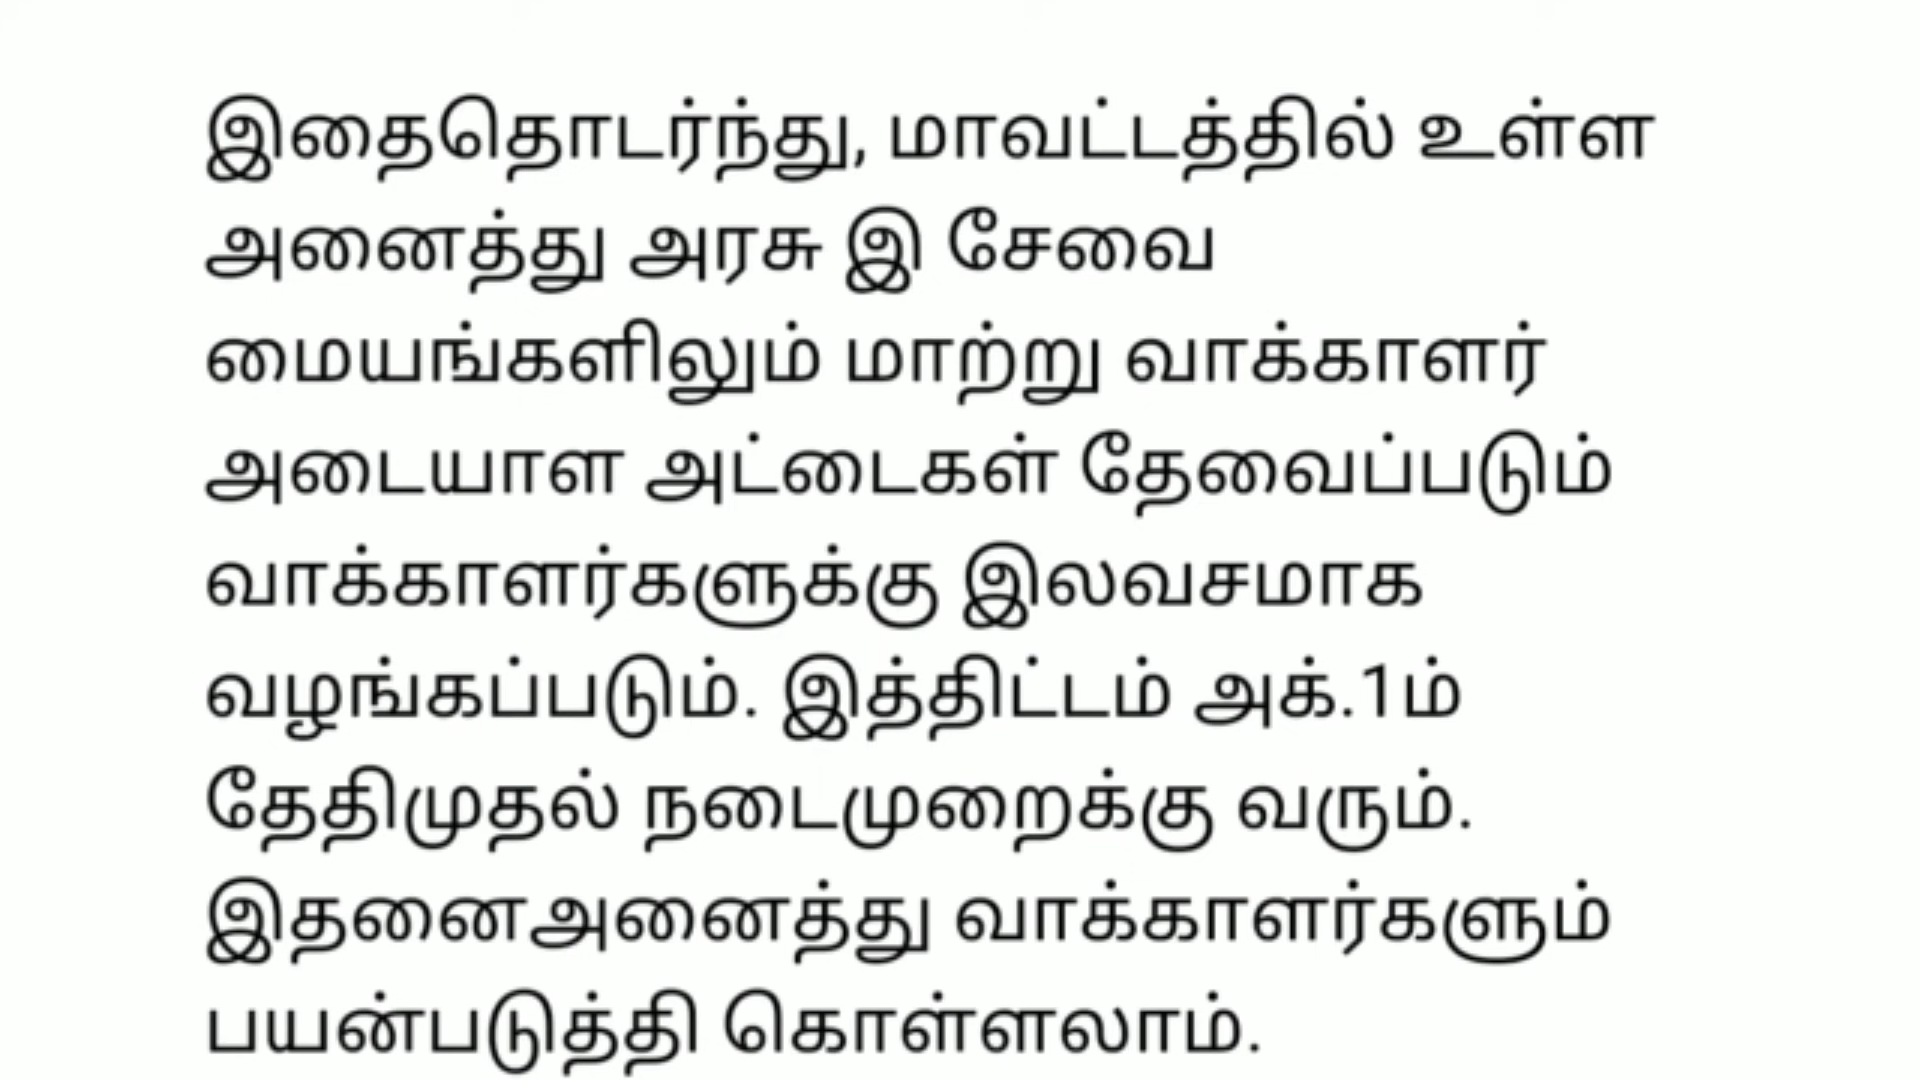 இதைதொடர்ந்து, மாவட்டத்தில் உள்ள
அனைத்து அரசு இ சேவை
மையங்களிலும் மாற்று வாக்காளர்
அடையாள அட்டைகள் தேவைப்படும்
வாக்காளர்களுக்கு இலவசமாக
வழங்கப்படும். இத்திட்டம் அக்.1ம்
தேதிமுதல் நடைமுறைக்கு வரும்.
இதனைஅனைத்து வாக்காளர்களும்
பயன்படுத்தி கொள்ளலாம்.